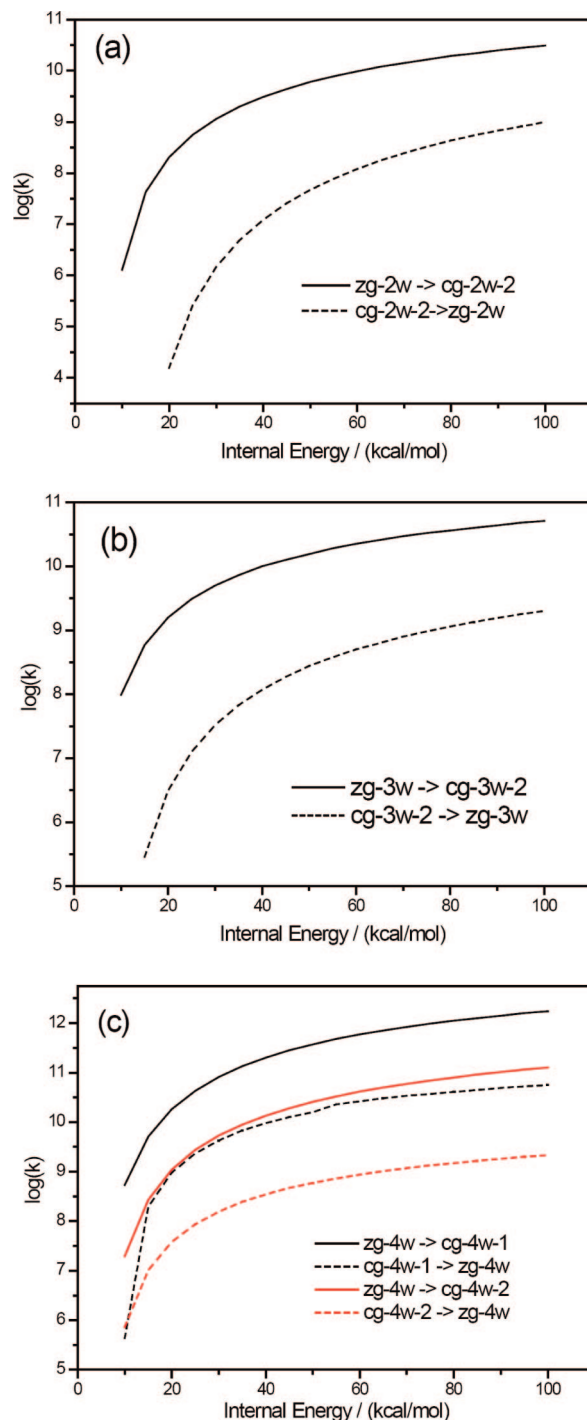 (a)
11
10
9
8
7
6
5
4
log(k)
zg-2w -> cg-2w-2
cg-2w-2->zg-2w
0 20 40 60 80 100
Internal Energy / (kcal/mol)
(b)
11
10
9
8
7
6
5
log(k)
zg-3w -> cg-3w-2
cg-3w-2 -> zg-3w
0 20 40 60 80 100
Internal Energy / (kcal/mol)
(c)
12
11
10
9
8
7
6
5
log(k)
zg-4w -> cg-4w-1
cg-4w-1 -> zg-4w
zg-4w -> cg-4w-2
cg-4w-2 -> zg-4w
0 20 40 60 80 100
Internal Energy / (kcal/mol)